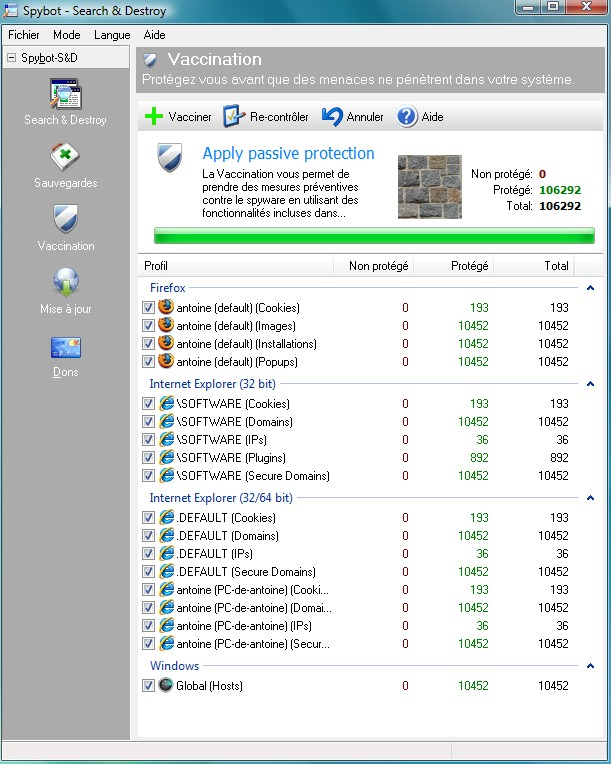 Spybot - Search & Destroy
Fichier Mode Langue Aide
Spybot-S&D
Search & Destroy
Sauvegardes
Vaccination
Mise à jour
Dons
Vaccination
Protégez vous avant que des menaces ne pénètrent dans votre système.
Vacciner Re-contrôler Annuler Aide
Apply passive protection
La Vaccination vous permet de
prendre des mesures préventives
contre le spyware en utilisant des
fonctionnalités incluses dans...
Non protégé: 0
Protégé: 106292
Total: 106292
Profil Non protégé Protégé Total
Firefox
antoine (default) (Cookies) 0 193 193
antoine (default) (Images) 0 10452 10452
antoine (default) (Installations) 0 10452 10452
antoine (default) (Popups) 0 10452 10452
Internet Explorer (32 bit)
\SOFTWARE (Cookies) 0 193 193
\SOFTWARE (Domains) 0 10452 10452
\SOFTWARE (IPs) 0 36 36
\SOFTWARE (Plugins) 0 892 892
\SOFTWARE (Secure Domains) 0 10452 10452
Internet Explorer (32/64 bit)
.DEFAULT (Cookies) 0 193 193
.DEFAULT (Domains) 0 10452 10452
.DEFAULT (IPs) 0 36 36
.DEFAULT (Secure Domains) 0 10452 10452
antoine (PC-de-antoine) (Cooki... 0 193 193
antoine (PC-de-antoine) (Domai... 0 10452 10452
antoine (PC-de-antoine) (IPs) 0 36 36
antoine (PC-de-antoine) (Secur... 0 10452 10452
Windows
Global (Hosts) 0 10452 10452